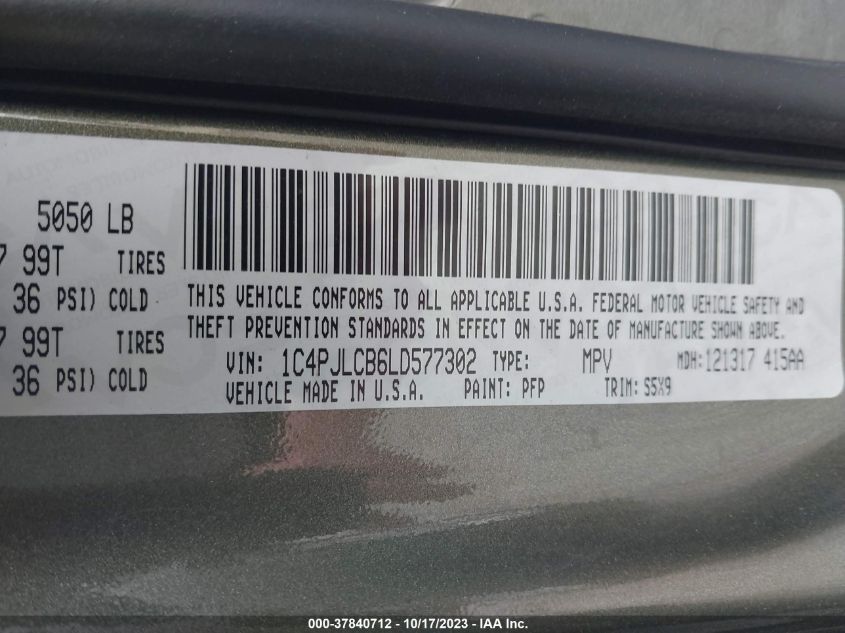 5050 LB
7 99T TIRES
36 PSI) COLD
7 99T TIRES
36 PSI) COLD
THIS VEHICLE CONFORMS TO ALL APPLICABLE U.S.A. FEDERAL MOTOR VEHICLE SAFETY AND
THEFT PREVENTION STANDARDS IN EFFECT ON THE DATE OF MANUFACTURE SHOWN ABOVE.
VIN: 1C4PJLCB6LD577302 TYPE: MPV MDH: 121317 415AA
VEHICLE MADE IN U.S.A. PAINT: PFP TRIM: S5X9
000-37840712 - 10/17/2023 - IAA Inc.